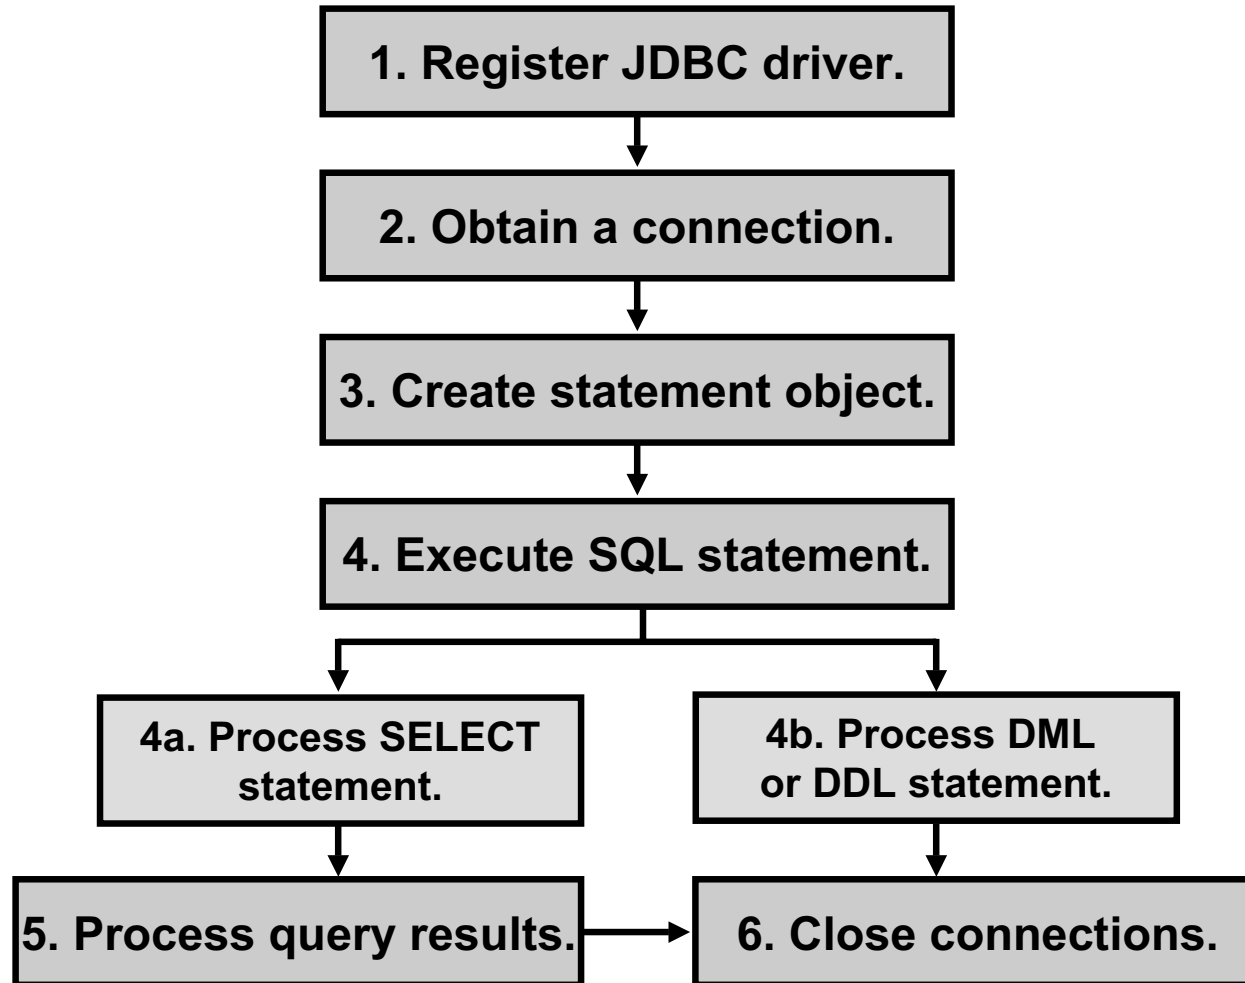 1. Register JDBC driver.
2. Obtain a connection.
3. Create statement object.
4. Execute SQL statement.
4a. Process SELECT
statement.
4b. Process DML
or DDL statement.
5. Process query results.
6. Close connections.